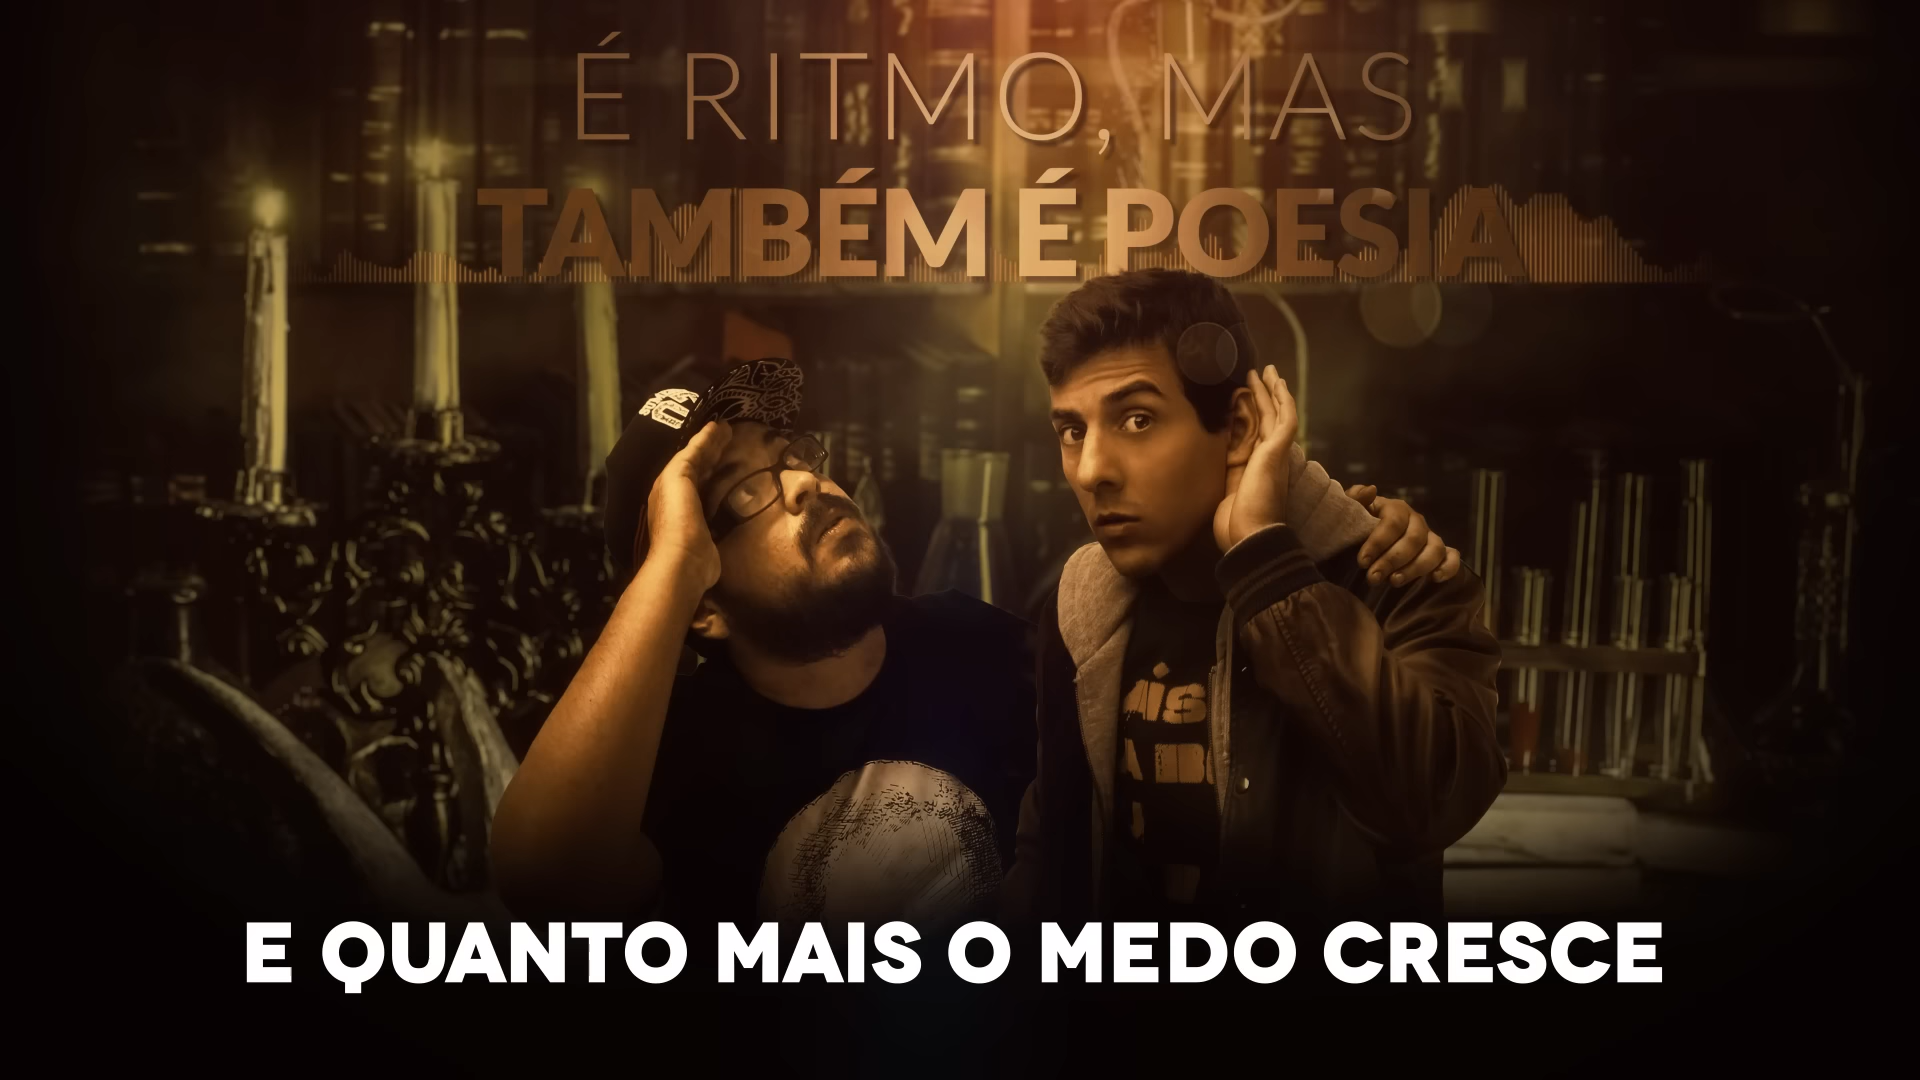 É RITMO, MAS
TAMBÉM É POESIA
E QUANTO MAIS O MEDO CRESCE